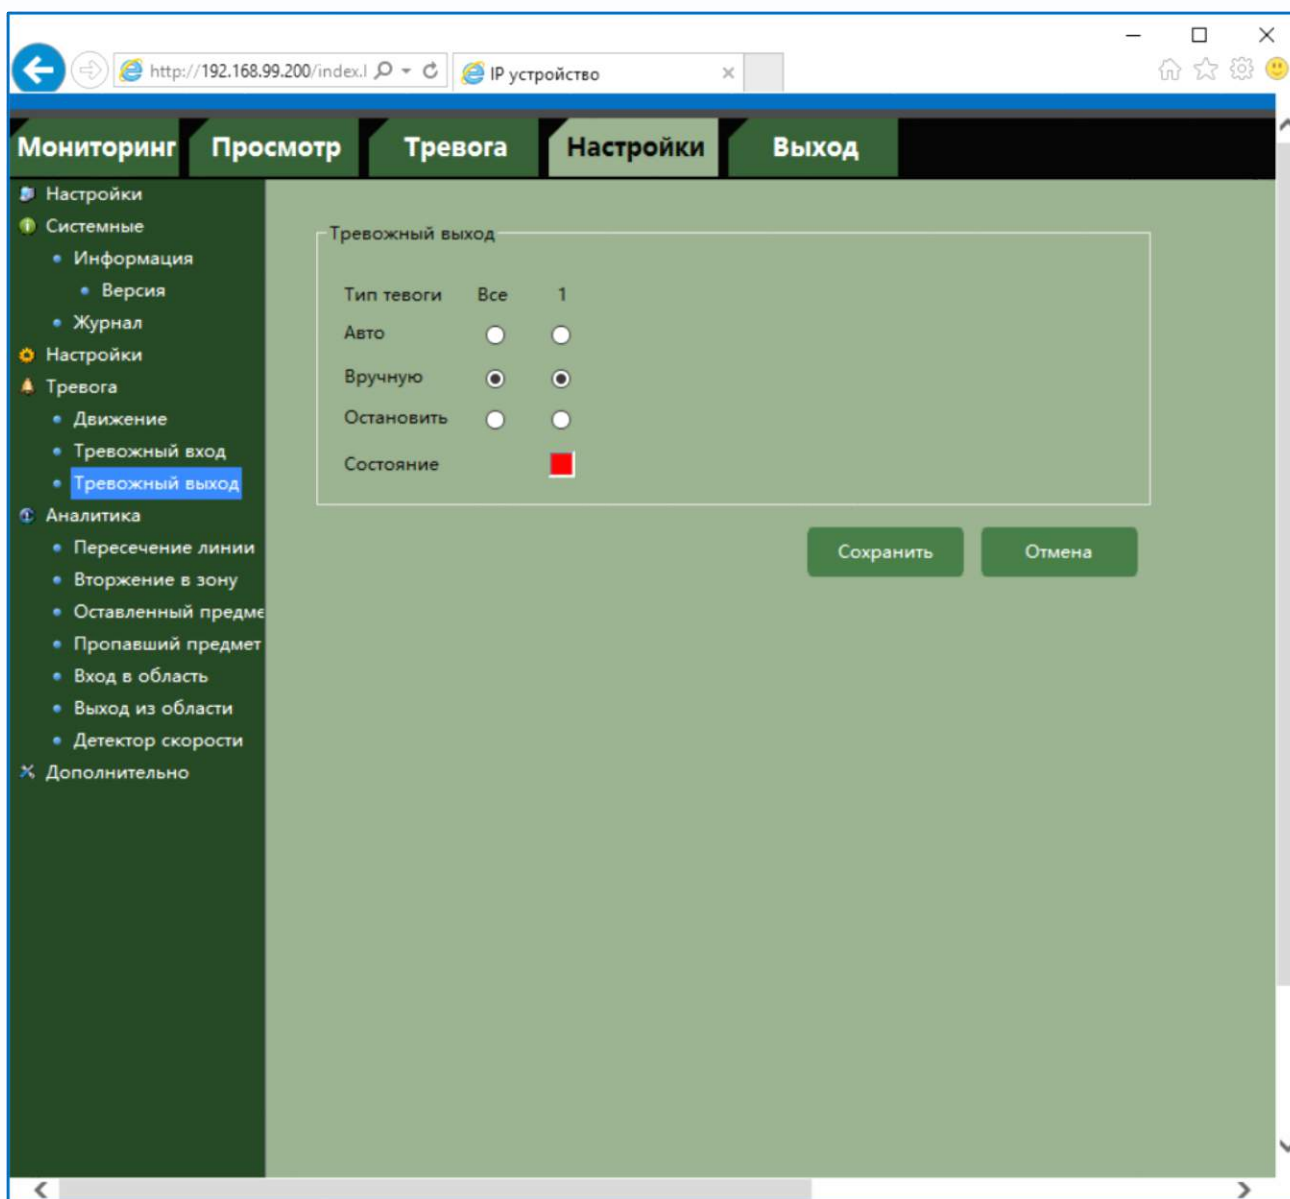 http://192.168.99.200/index.l
IP устройство
Мониторинг Просмотр Тревога Настройки Выход
Настройки
Системные
Информация
Версия
Журнал
Настройки
Тревога
Движение
Тревожный вход
Тревожный выход
Аналитика
Пересечение линии
Вторжение в зону
Оставленный предме
Пропавший предмет
Вход в область
Выход из области
Детектор скорости
Дополнительно
Тревожный выход
Тип тевоги Все 1
Авто
Вручную
Остановить
Состояние
Сохранить Отмена